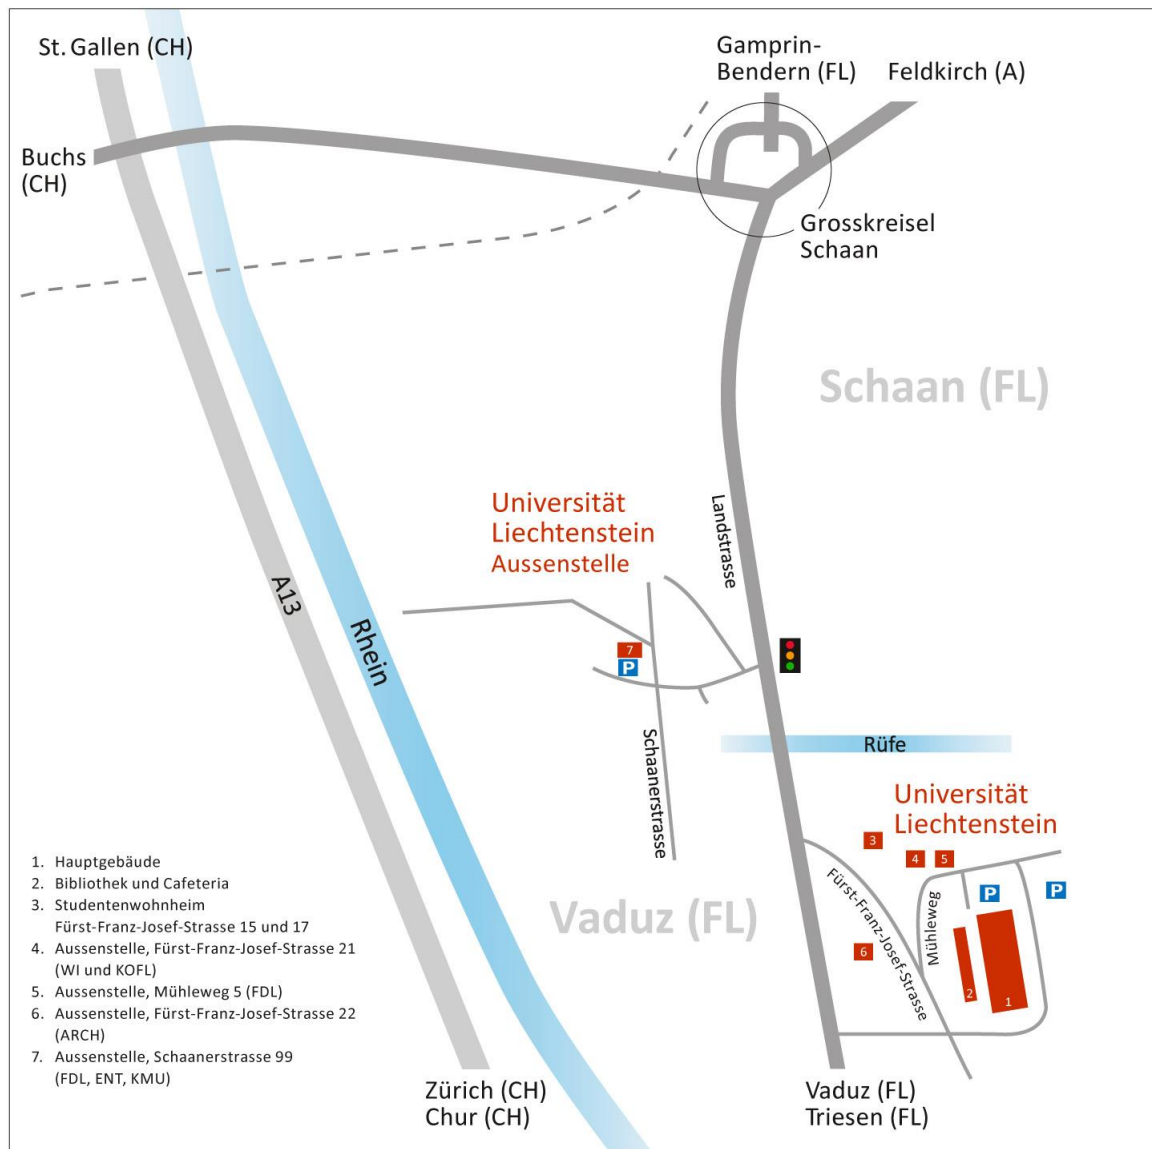 St. Gallen (CH)
Gamprin-
Bendern (FL)
Feldkirch (A)
Buchs
(CH)
Grosskreisel
Schaan
Schaan (FL)
Universität
Liechtenstein
Aussenstelle
Landstrasse
A13
Rhein
7
P
Schaanerstrasse
Rüfe
Universität
Liechtenstein
3
4
5
P
P
Fürst-Franz-Josef-Strasse
Mühleweg
6
2
1
Vaduz (FL)
1. Hauptgebäude
2. Bibliothek und Cafeteria
3. Studentenwohnheim
Fürst-Franz-Josef-Strasse 15 und 17
4. Aussenstelle, Fürst-Franz-Josef-Strasse 21
(WI und KOFL)
5. Aussenstelle, Mühleweg 5 (FDL)
6. Aussenstelle, Fürst-Franz-Josef-Strasse 22
(ARCH)
7. Aussenstelle, Schaanerstrasse 99
(FDL, ENT, KMU)
Zürich (CH)
Chur (CH)
Vaduz (FL)
Triesen (FL)